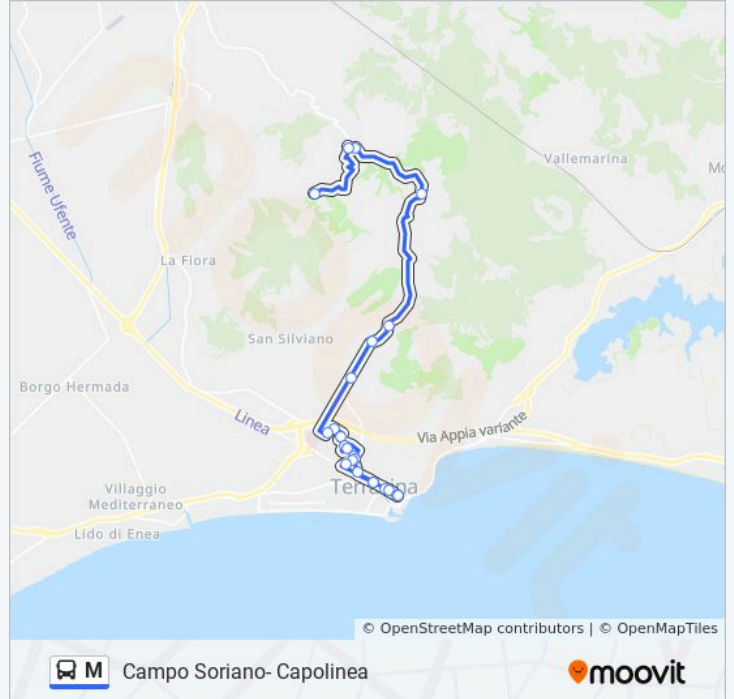 Vallemarina
Mo
Fiume Ufente
La Fiora
San Silviano
Borgo Hermada
Linea
Via Appia variante
Villaggio
Mediterraneo
Terracina
Lido di Enea
© OpenStreetMap contributors | © OpenMapTiles
M Campo Soriano- Capolinea
moovit